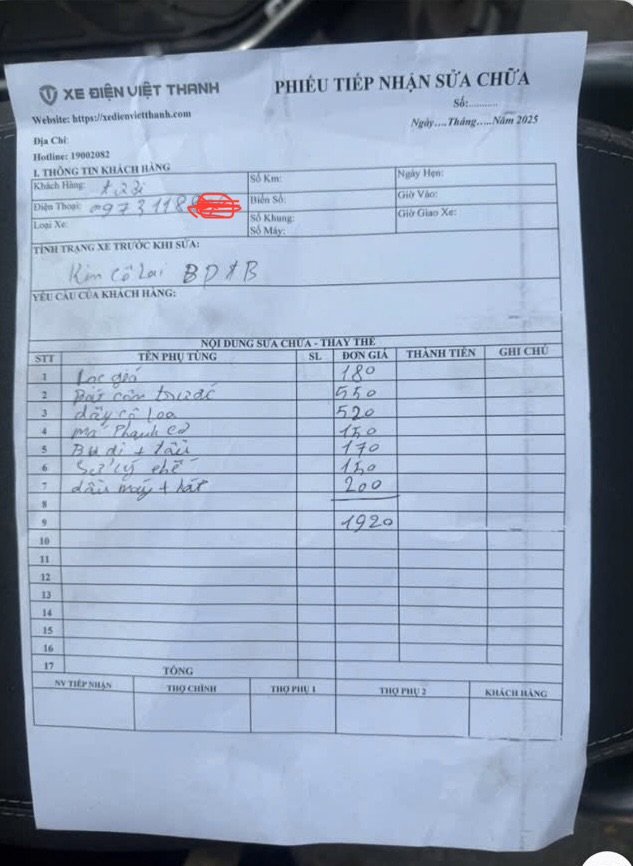 XE ĐIỆN VIỆT THANH
PHIẾU TIẾP NHẬN SỬA CHỮA
Website: https://xedienvietthanh.com
Số:..........
Ngày....Tháng.....Năm 2025
Địa Chỉ:
Hotline: 19002082
I. THÔNG TIN KHÁCH HÀNG
Khách Hàng:
Số Km:
Ngày Hẹn:
Điện Thoại: 0973118
Biển Số:
Giờ Vào:
Loại Xe:
Số Khung:
Giờ Giao Xe:
Số Máy:
TÌNH TRẠNG XE TRƯỚC KHI SỬA:
BD
YÊU CẦU CỦA KHÁCH HÀNG:
NỘI DUNG SỬA CHỮA - THAY THẾ
STT TÊN PHỤ TÙNG SL ĐƠN GIÁ THÀNH TIỀN GHI CHÚ
1 Lọc gió 180
2 Bát côn trước 550
3 dây cô loa 520
4 má Phanh 150
5 Bu di + tẩu 170
6 Sử lý chế 150
7 dầu máy + lát 200
8
9 1920
10
11
12
13
14
15
16
17 TỔNG
NV TIẾP NHẬN THỢ CHÍNH THỢ PHỤ 1 THỢ PHỤ 2 KHÁCH HÀNG